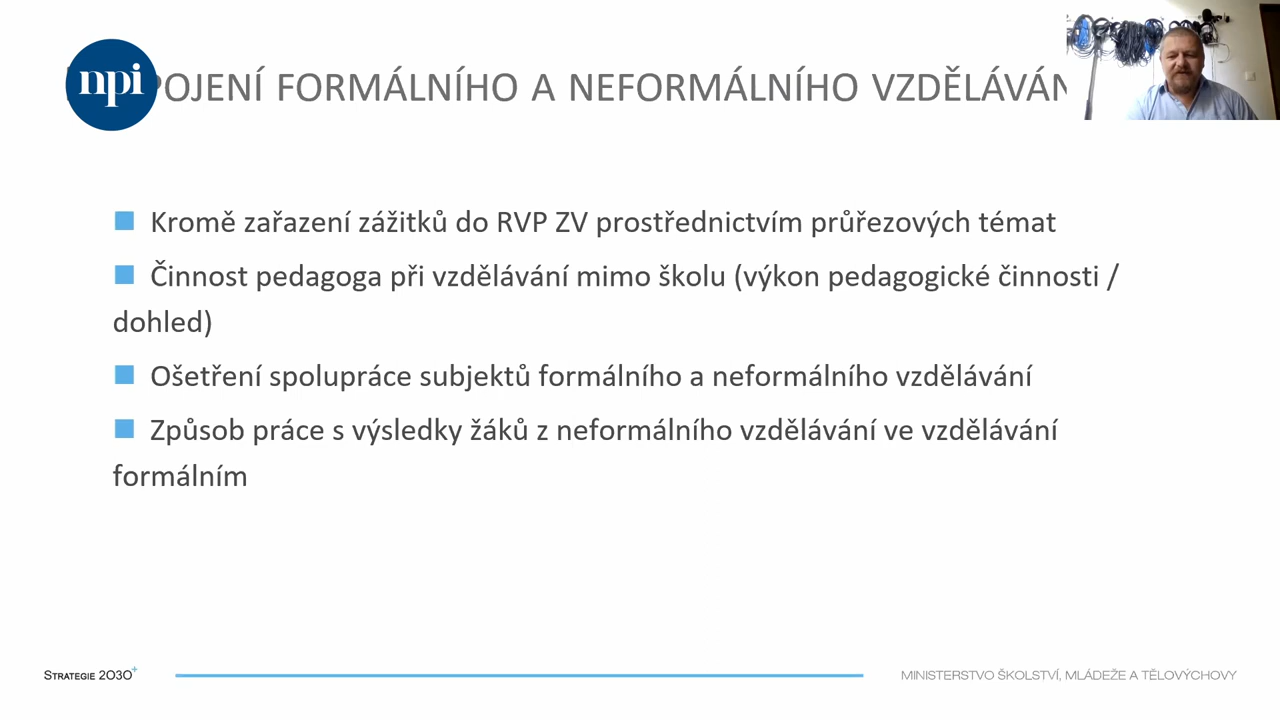 npi
POJENÍ FORMÁLNÍHO A NEFORMÁLNÍHO VZDĚLÁVÁN
Kromě zařazení zážitků do RVP ZV prostřednictvím průřezových témat
Činnost pedagoga při vzdělávání mimo školu (výkon pedagogické činnosti /
dohled)
Ošetření spolupráce subjektů formálního a neformálního vzdělávání
Způsob práce s výsledky žáků z neformálního vzdělávání ve vzdělávání
formálním
STRATEGIE 2030+
MINISTERSTVO ŠKOLSTVÍ, MLÁDEŽE A TĚLOVÝCHOVY